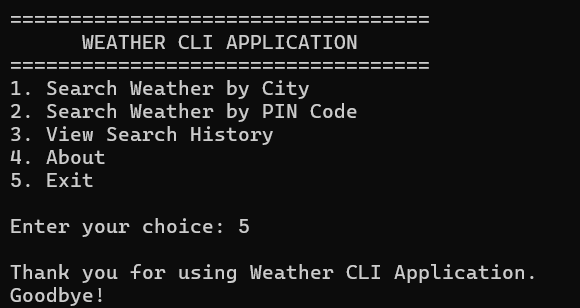 ===================================
WEATHER CLI APPLICATION
===================================
1. Search Weather by City
2. Search Weather by PIN Code
3. View Search History
4. About
5. Exit
Enter your choice: 5
Thank you for using Weather CLI Application.
Goodbye!